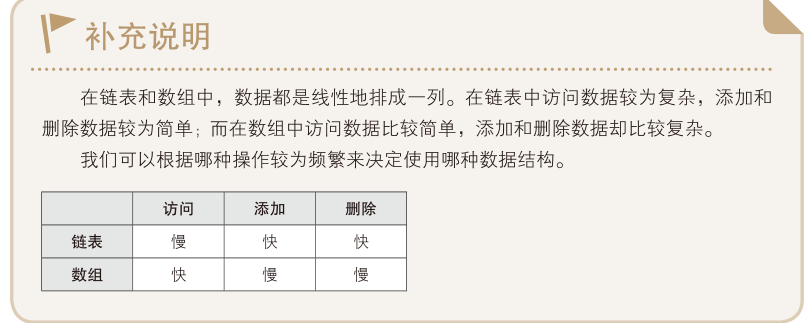 补充说明
在链表和数组中，数据都是线性地排成一列。在链表中访问数据较为复杂，添加和
删除数据较为简单；而在数组中访问数据比较简单，添加和删除数据却比较复杂。
我们可以根据哪种操作较为频繁来决定使用哪种数据结构。
访问 添加 删除
链表 慢 快 快
数组 快 慢 慢